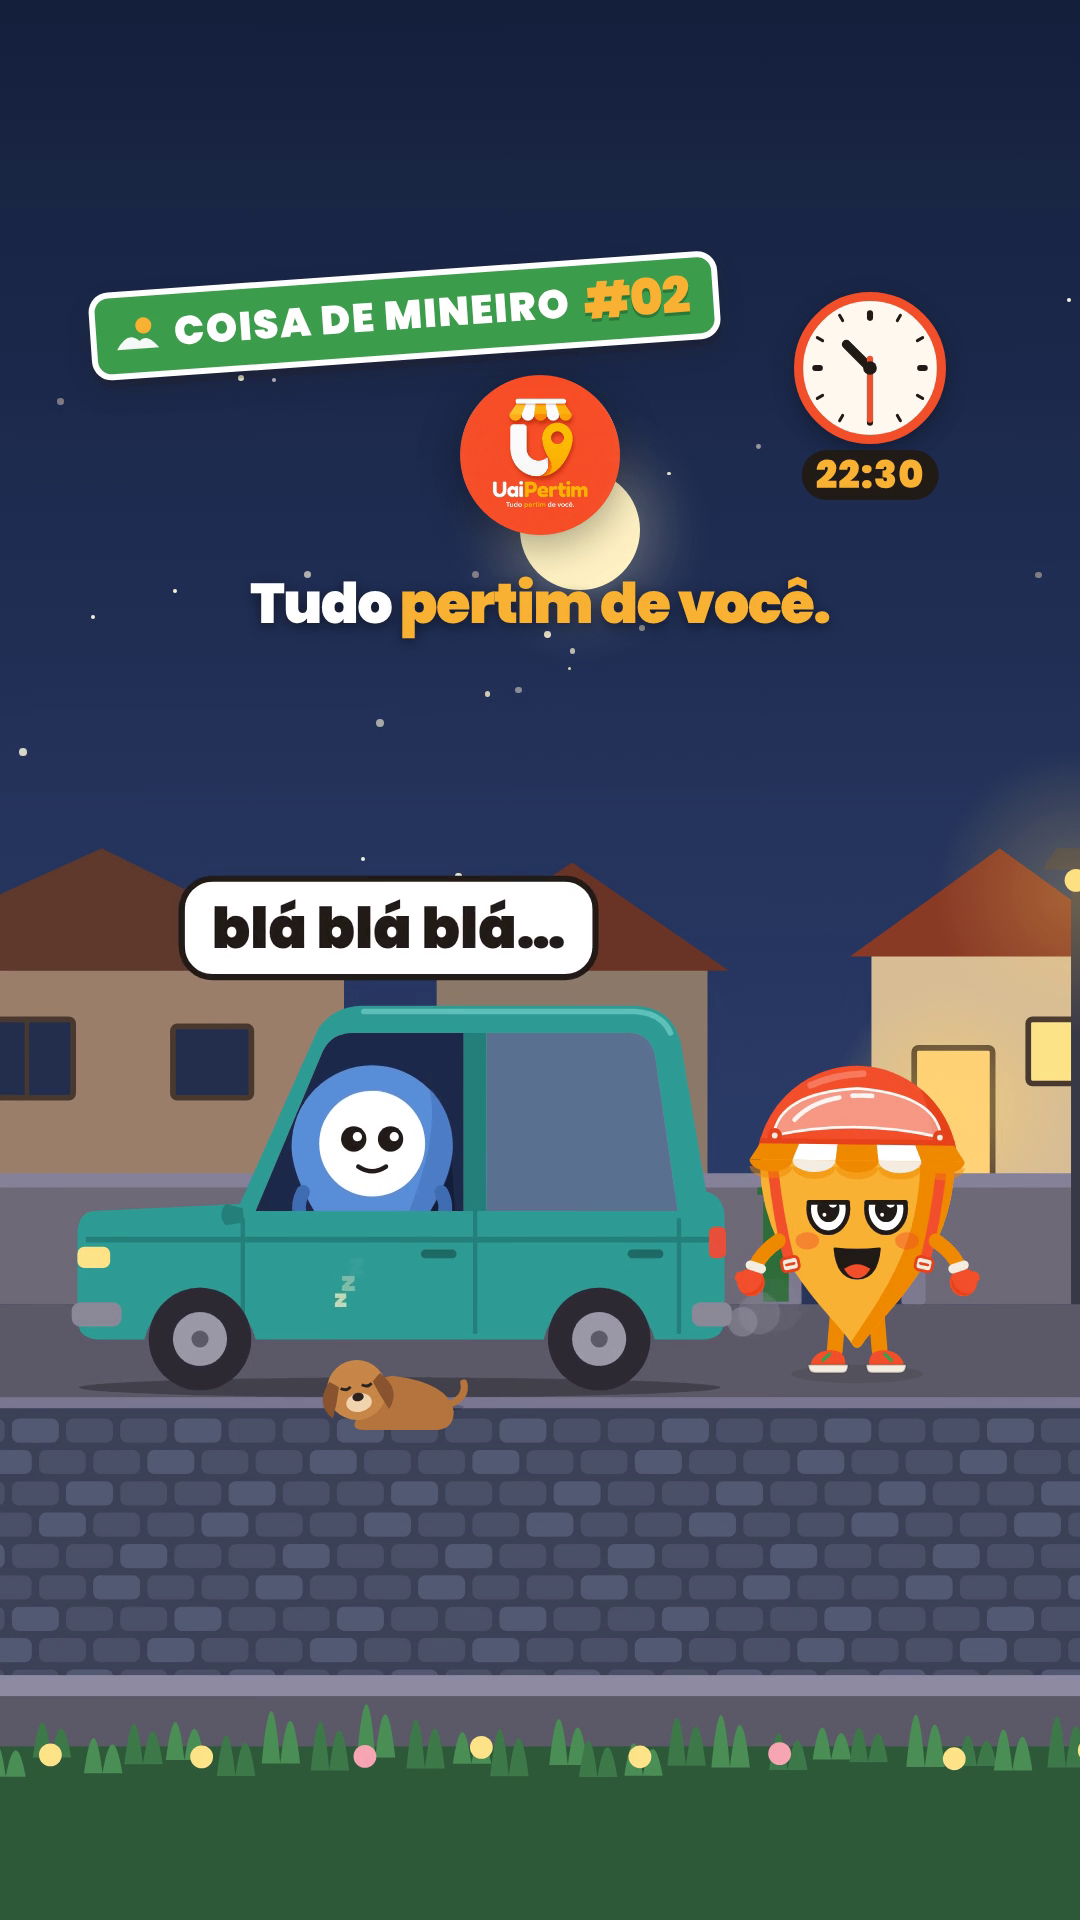 COISA DE MINEIRO #02
22:30
UaiPertim
Tudo pertim de você.
Tudo pertim de você.
blá blá blá...
z
z
z